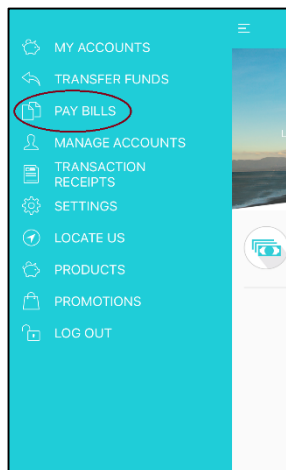 MY ACCOUNTS
TRANSFER FUNDS
PAY BILLS
MANAGE ACCOUNTS
TRANSACTION
RECEIPTS
SETTINGS
LOCATE US
PRODUCTS
PROMOTIONS
LOG OUT